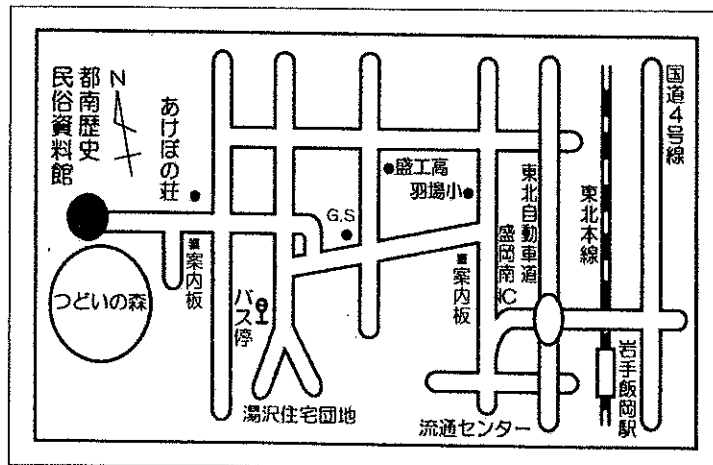 都南歴史
民俗資料館
N
あけぼの荘
つどいの森
案内板
バス停
湯沢住宅団地
G.S
盛工高
羽場小
案内板
東北自動車道
盛岡南IC
流通センター
東北本線
岩手飯岡駅
国道4号線